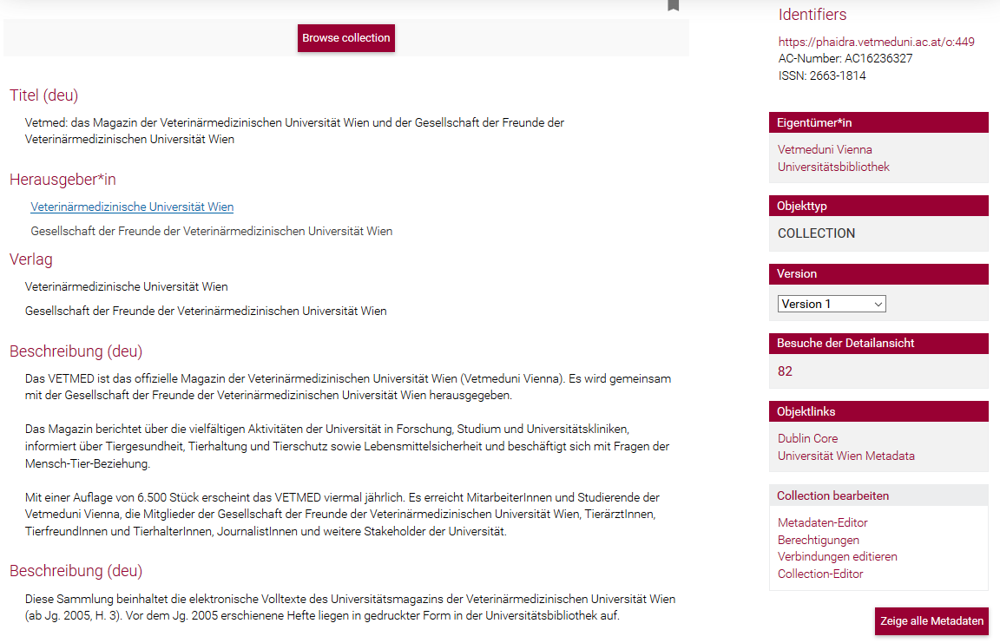 Browse collection
Titel (deu)
Vetmed: das Magazin der Veterinärmedizinischen Universität Wien und der Gesellschaft der Freunde der
Veterinärmedizinischen Universität Wien
Herausgeber*in
Veterinärmedizinische Universität Wien
Gesellschaft der Freunde der Veterinärmedizinischen Universität Wien
Verlag
Veterinärmedizinische Universität Wien
Gesellschaft der Freunde der Veterinärmedizinischen Universität Wien
Beschreibung (deu)
Das VETMED ist das offizielle Magazin der Veterinärmedizinischen Universität Wien (Vetmeduni Vienna). Es wird gemeinsam
mit der Gesellschaft der Freunde der Veterinärmedizinischen Universität Wien herausgegeben.
Das Magazin berichtet über die vielfältigen Aktivitäten der Universität in Forschung, Studium und Universitätskliniken,
informiert über Tiergesundheit, Tierhaltung und Tierschutz sowie Lebensmittelsicherheit und beschäftigt sich mit Fragen der
Mensch-Tier-Beziehung.
Mit einer Auflage von 6.500 Stück erscheint das VETMED viermal jährlich. Es erreicht MitarbeiterInnen und Studierende der
Vetmeduni Vienna, die Mitglieder der Gesellschaft der Freunde der Veterinärmedizinischen Universität Wien, TierärztInnen,
TierfreundInnen und TierhalterInnen, JournalistInnen und weitere Stakeholder der Universität.
Beschreibung (deu)
Diese Sammlung beinhaltet die elektronische Volltexte des Universitätsmagazins der Veterinärmedizinischen Universität Wien
(ab Jg. 2005, H. 3). Vor dem Jg. 2005 erschienene Hefte liegen in gedruckter Form in der Universitätsbibliothek auf.
Identifiers
https://phaidra.vetmeduni.ac.at/o:449
AC-Number: AC16236327
ISSN: 2663-1814
Eigentümer*in
Vetmeduni Vienna
Universitätsbibliothek
Objekttyp
COLLECTION
Version
Version 1
Besuche der Detailansicht
82
Objektlinks
Dublin Core
Universität Wien Metadata
Collection bearbeiten
Metadaten-Editor
Berechtigungen
Verbindungen editieren
Collection-Editor
Zeige alle Metadaten